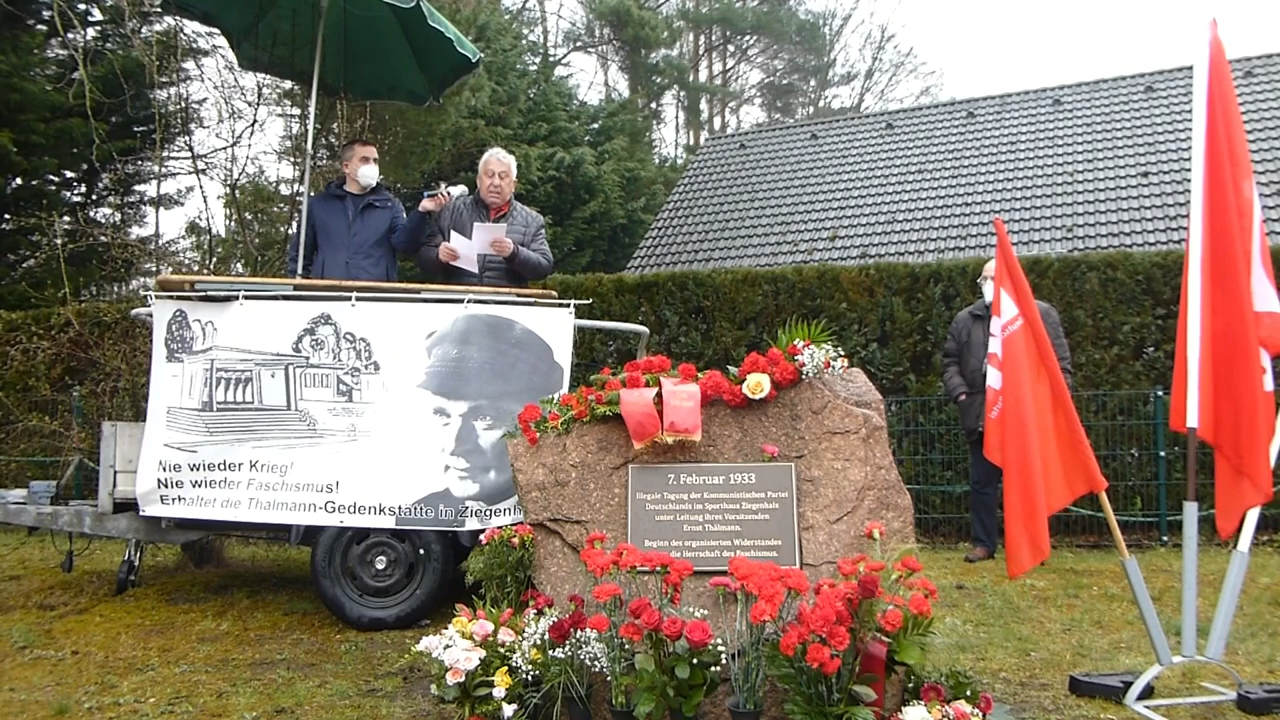 Nie wieder Krieg!
Nie wieder Faschismus!
Erhaltet die Thälmann-Gedenkstätte in Ziegenh
7. Februar 1933
Illegale Tagung der Kommunistischen Partei
Deutschlands im Sporthaus Ziegenhals
unter Leitung ihres Vorsitzenden
Ernst Thälmann.
Beginn des organisierten Widerstandes
die Herrschaft des Faschismus.